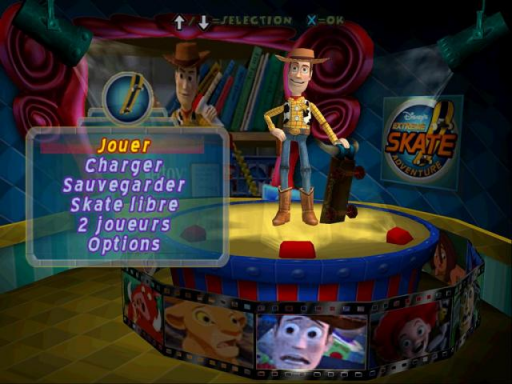 ↑/↓=SELECTION X=OK
Jouer
Charger
Sauvegarder
Skate libre
2 joueurs
Options
Disney's
EXTREME
SKATE
ADVENTURE